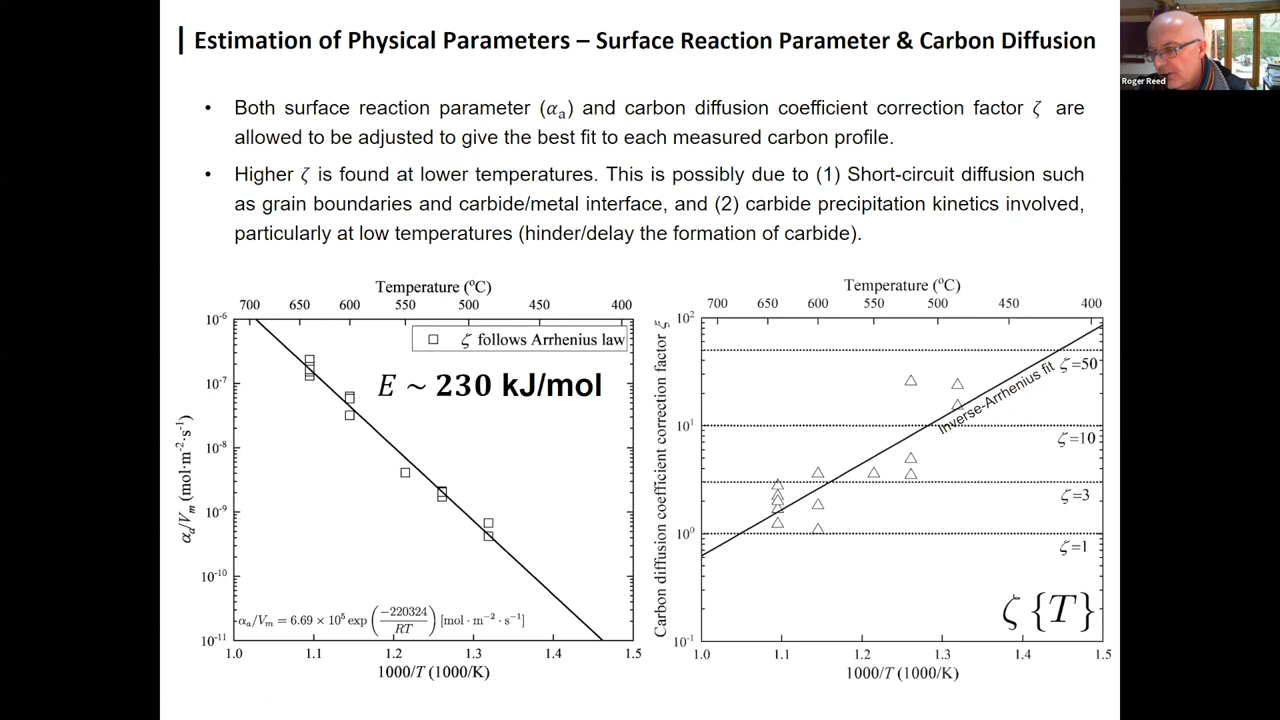 Estimation of Physical Parameters – Surface Reaction Parameter & Carbon Diffusion
Roger Reed
• Both surface reaction parameter (αₐ) and carbon diffusion coefficient correction factor ζ are
allowed to be adjusted to give the best fit to each measured carbon profile.
• Higher ζ is found at lower temperatures. This is possibly due to (1) Short-circuit diffusion such
as grain boundaries and carbide/metal interface, and (2) carbide precipitation kinetics involved,
particularly at low temperatures (hinder/delay the formation of carbide).
Temperature (°C)
700 650 600 550 500 450 400
10⁻⁶
10⁻⁷
10⁻⁸
10⁻⁹
10⁻¹⁰
10⁻¹¹
αₐ/Vₘ (mol·m⁻²·s⁻¹)
ζ follows Arrhenius law
E ~ 230 kJ/mol
αₐ/Vₘ = 6.69 × 10⁵ exp (−220324/RT) [mol · m⁻² · s⁻¹]
1.0 1.1 1.2 1.3 1.4 1.5
1000/T (1000/K)
Temperature (°C)
700 650 600 550 500 450 400
10²
10¹
10⁰
10⁻¹
Carbon diffusion coefficient correction factor ξ
Inverse-Arrhenius fit
ζ=50
ζ=10
ζ=3
ζ=1
ζ {T}
1.0 1.1 1.2 1.3 1.4 1.5
1000/T (1000/K)